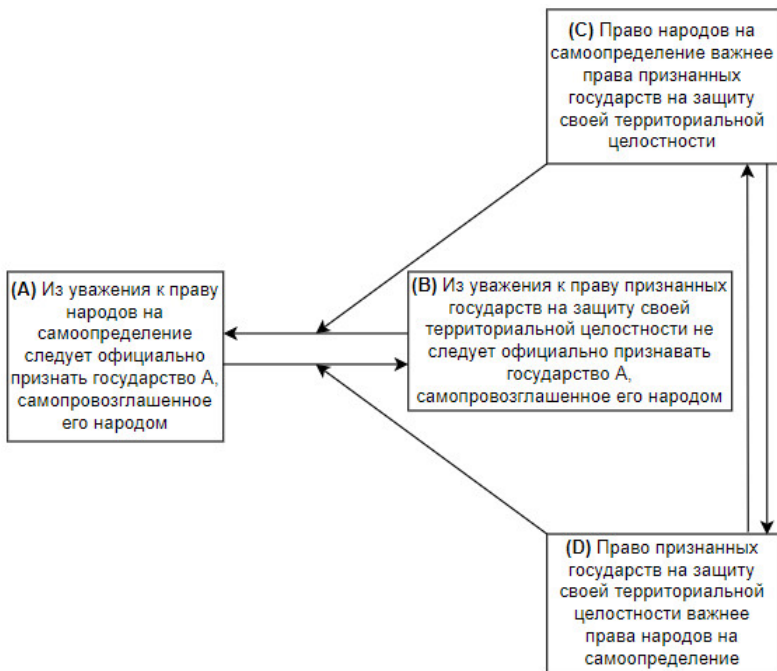 (C) Право народов на
самоопределение важнее
права признанных
государств на защиту
своей территориальной
целостности
(A) Из уважения к праву
народов на
самоопределение
следует официально
признать государство А,
самопровозглашенное
его народом
(B) Из уважения к праву признанных
государств на защиту своей
территориальной целостности не
следует официально признавать
государство А,
самопровозглашенное его народом
(D) Право признанных
государств на защиту
своей территориальной
целостности важнее
права народов на
самоопределение